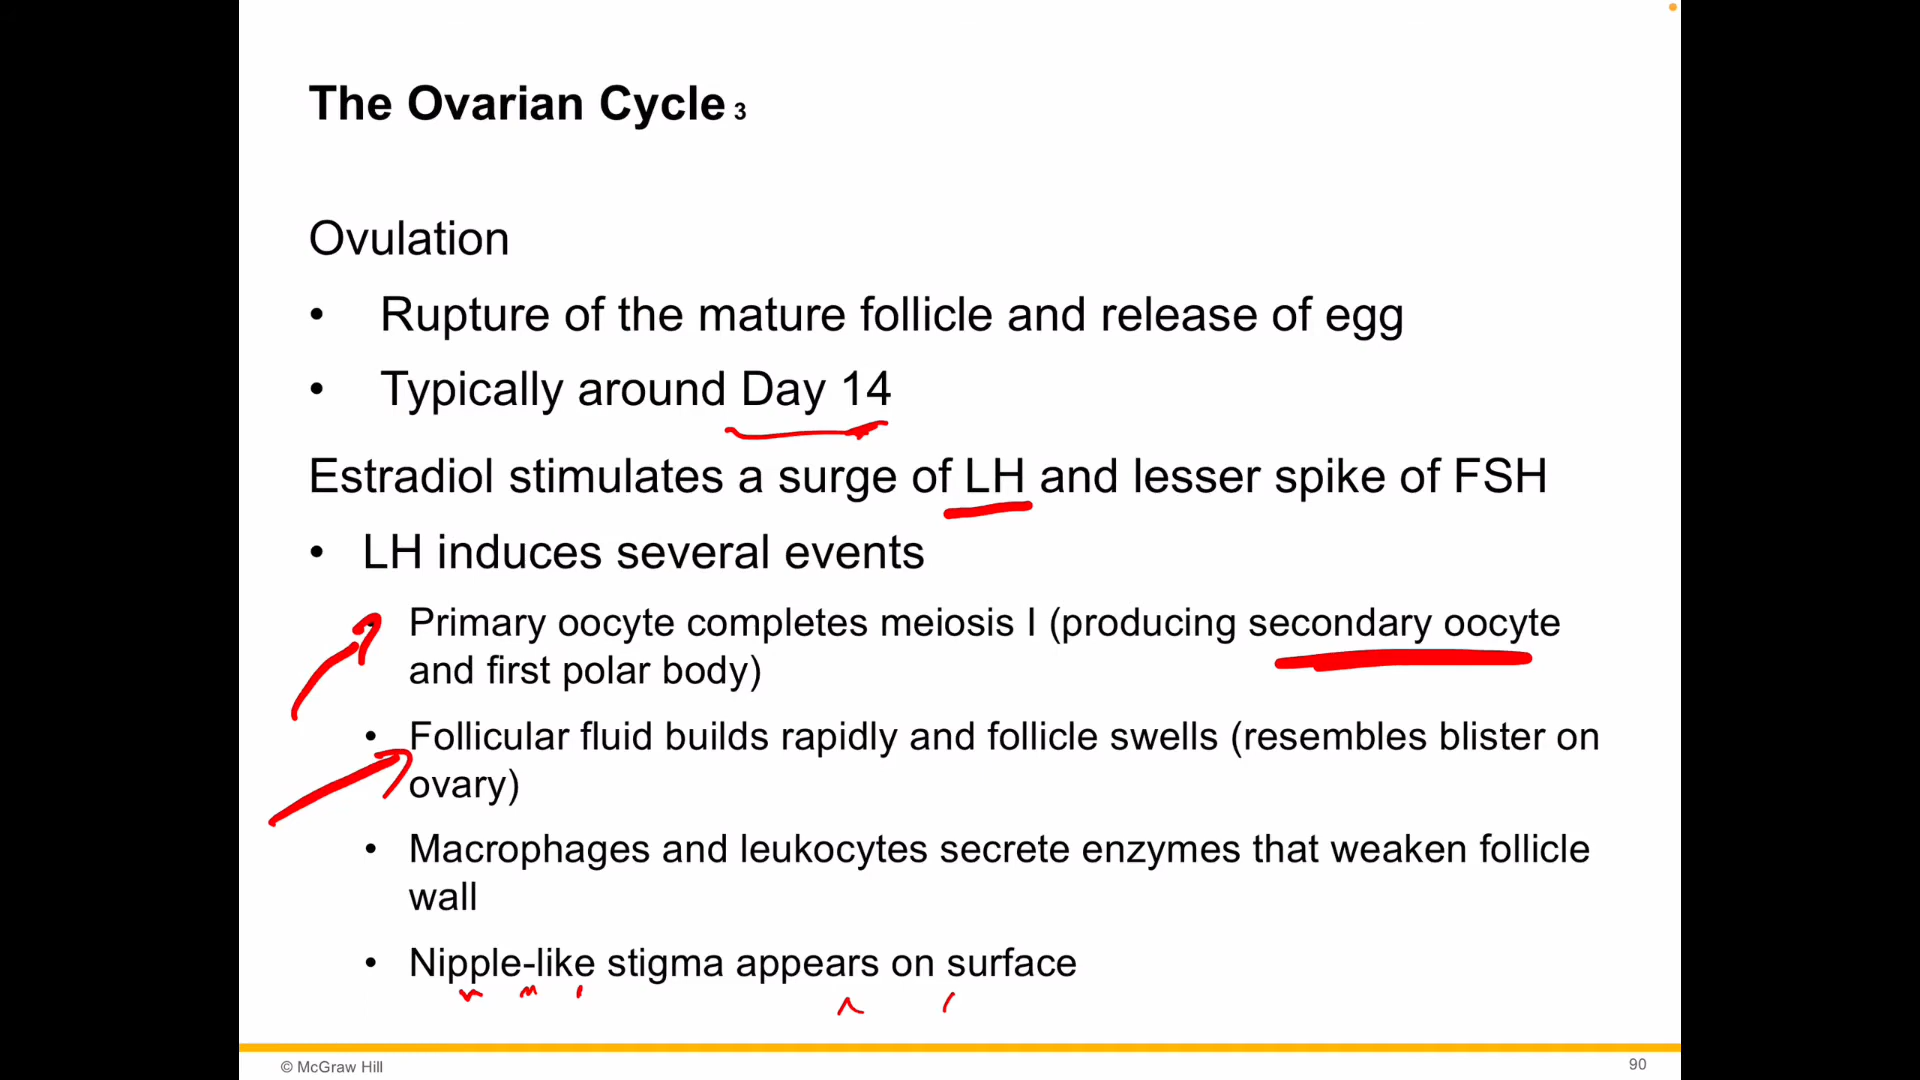 The Ovarian Cycle 3
Ovulation
• Rupture of the mature follicle and release of egg
• Typically around Day 14
Estradiol stimulates a surge of LH and lesser spike of FSH
• LH induces several events
• Primary oocyte completes meiosis I (producing secondary oocyte
and first polar body)
• Follicular fluid builds rapidly and follicle swells (resembles blister on
ovary)
• Macrophages and leukocytes secrete enzymes that weaken follicle
wall
• Nipple-like stigma appears on surface
© McGraw Hill
90